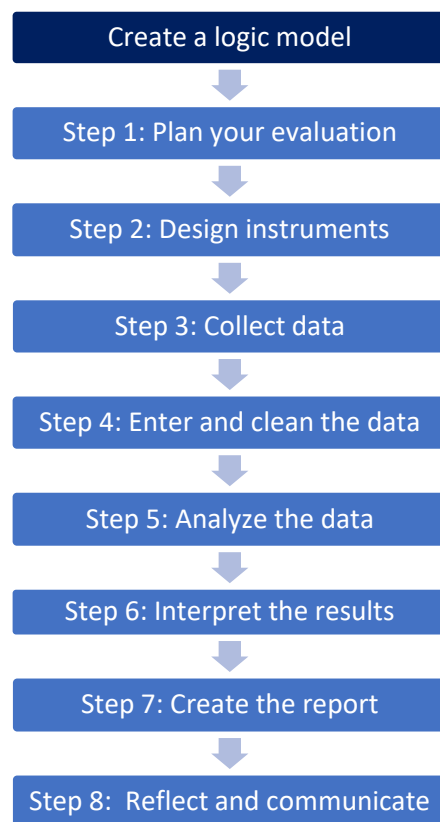 Create a logic model
Step 1: Plan your evaluation
Step 2: Design instruments
Step 3: Collect data
Step 4: Enter and clean the data
Step 5: Analyze the data
Step 6: Interpret the results
Step 7: Create the report
Step 8:  Reflect and communicate